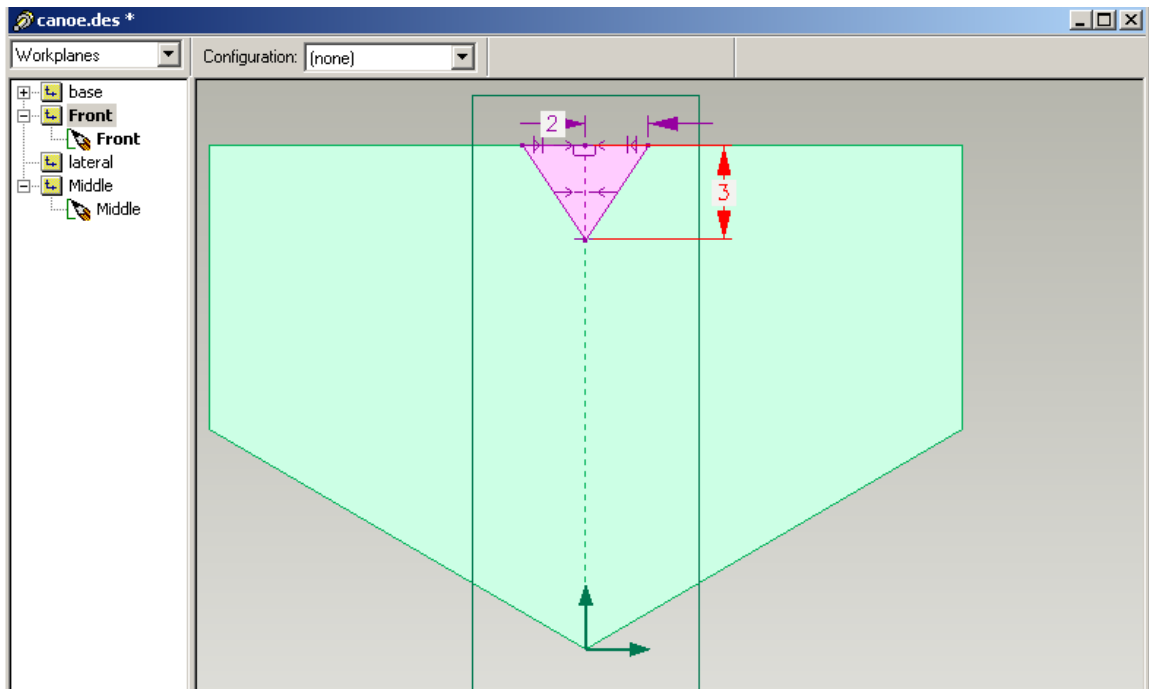 canoe.des *
Workplanes
Configuration: (none)
base
Front
Front
lateral
Middle
Middle
2
3